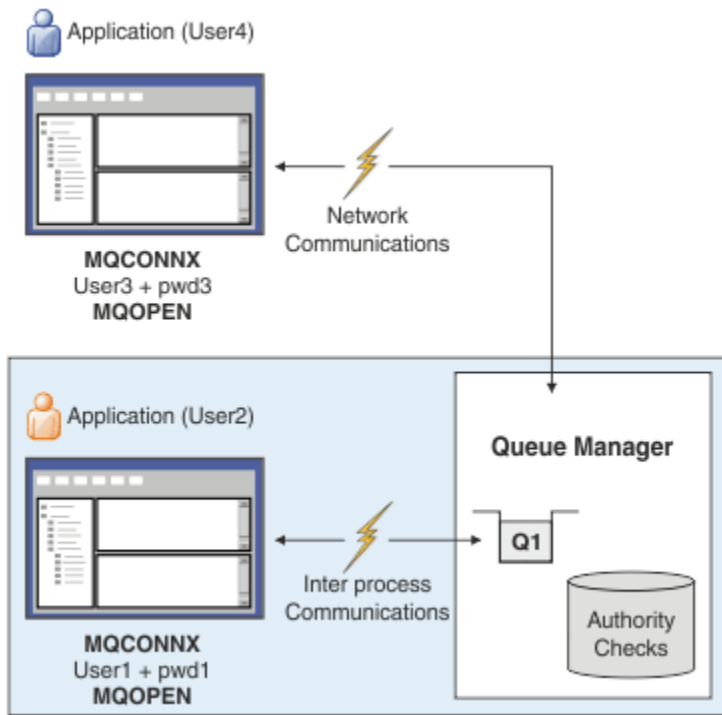 Application (User4)
Network
Communications
MQCONNX
User3 + pwd3
MQOPEN
Application (User2)
Queue Manager
Q1
Inter process
Communications
Authority
Checks
MQCONNX
User1 + pwd1
MQOPEN